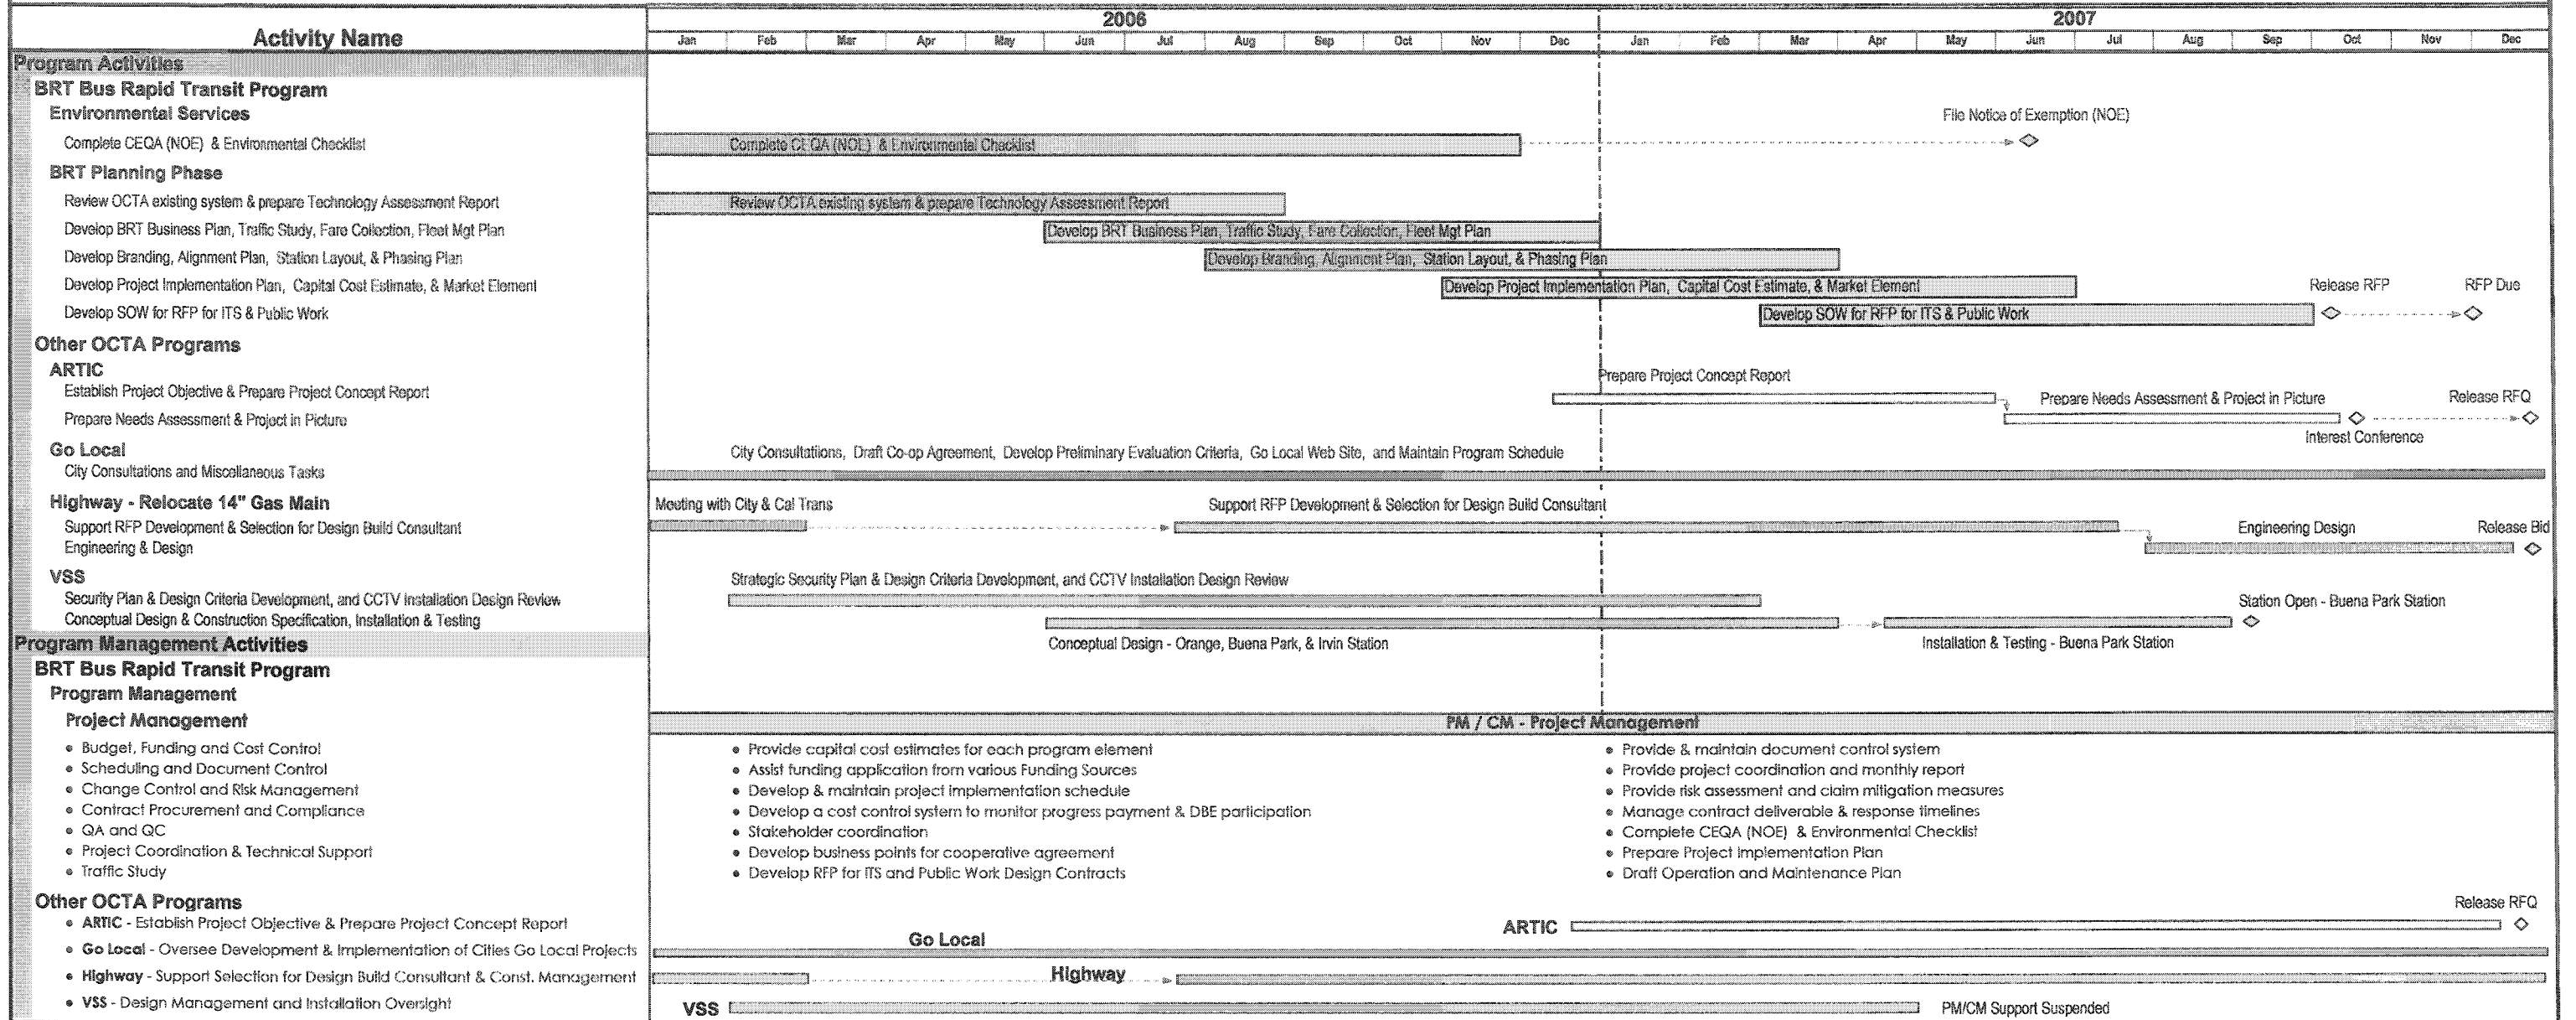 2006 2007
Activity Name
Jan Feb Mar Apr May Jun Jul Aug Sep Oct Nov Dec Jan Feb Mar Apr May Jun Jul Aug Sep Oct Nov Dec
Program Activities
BRT Bus Rapid Transit Program
Environmental Services
File Notice of Exemption (NOE)
Complete CEQA (NOE) & Environmental Checklist Complete CEQA (NOE) & Environmental Checklist
BRT Planning Phase
Review OCTA existing system & prepare Technology Assessment Report Review OCTA existing system & prepare Technology Assessment Report
Develop BRT Business Plan, Traffic Study, Fare Collection, Fleet Mgt Plan Develop BRT Business Plan, Traffic Study, Fare Collection, Fleet Mgt Plan
Develop Branding, Alignment Plan, Station Layout, & Phasing Plan Develop Branding, Alignment Plan, Station Layout, & Phasing Plan
Develop Project Implementation Plan, Capital Cost Estimate, & Market Element Develop Project Implementation Plan, Capital Cost Estimate, & Market Element Release RFP RFP Due
Develop SOW for RFP for ITS & Public Work Develop SOW for RFP for ITS & Public Work
Other OCTA Programs
ARTIC
Prepare Project Concept Report
Establish Project Objective & Prepare Project Concept Report
Prepare Needs Assessment & Project in Picture Release RFQ
Prepare Needs Assessment & Project in Picture
Interest Conference
Go Local
City Consultatiions, Draft Co-op Agreement, Develop Preliminary Evaluation Criteria, Go Local Web Site, and Maintain Program Schedule
City Consultations and Miscellaneous Tasks
Highway - Relocate 14" Gas Main
Meeting with City & Cal Trans Support RFP Development & Selection for Design Build Consultant
Support RFP Development & Selection for Design Build Consultant Engineering Design Release Bid
Engineering & Design
VSS
Strategic Security Plan & Design Criteria Development, and CCTV Installation Design Review
Security Plan & Design Criteria Development, and CCTV Installation Design Review Station Open - Buena Park Station
Conceptual Design & Construction Specification, Installation & Testing
Program Management Activities
Conceptual Design - Orange, Buena Park, & Irvin Station Installation & Testing - Buena Park Station
BRT Bus Rapid Transit Program
Program Management
Project Management PM / CM - Project Management
• Budget, Funding and Cost Control • Provide capital cost estimates for each program element • Provide & maintain document control system
• Scheduling and Document Control • Assist funding application from various Funding Sources • Provide project coordination and monthly report
• Change Control and Risk Management • Develop & maintain project implementation schedule • Provide risk assessment and claim mitigation measures
• Contract Procurement and Compliance • Develop a cost control system to monitor progress payment & DBE participation • Manage contract deliverable & response timelines
• QA and QC • Stakeholder coordination • Complete CEQA (NOE) & Environmental Checklist
• Project Coordination & Technical Support • Develop business points for cooperative agreement • Prepare Project Implementation Plan
• Traffic Study • Develop RFP for ITS and Public Work Design Contracts • Draft Operation and Maintenance Plan
Other OCTA Programs Release RFQ
• ARTIC - Establish Project Objective & Prepare Project Concept Report ARTIC
• Go Local - Oversee Development & Implementation of Cities Go Local Projects Go Local
• Highway - Support Selection for Design Build Consultant & Const. Management Highway
• VSS - Design Management and Installation Oversight VSS PM/CM Support Suspended